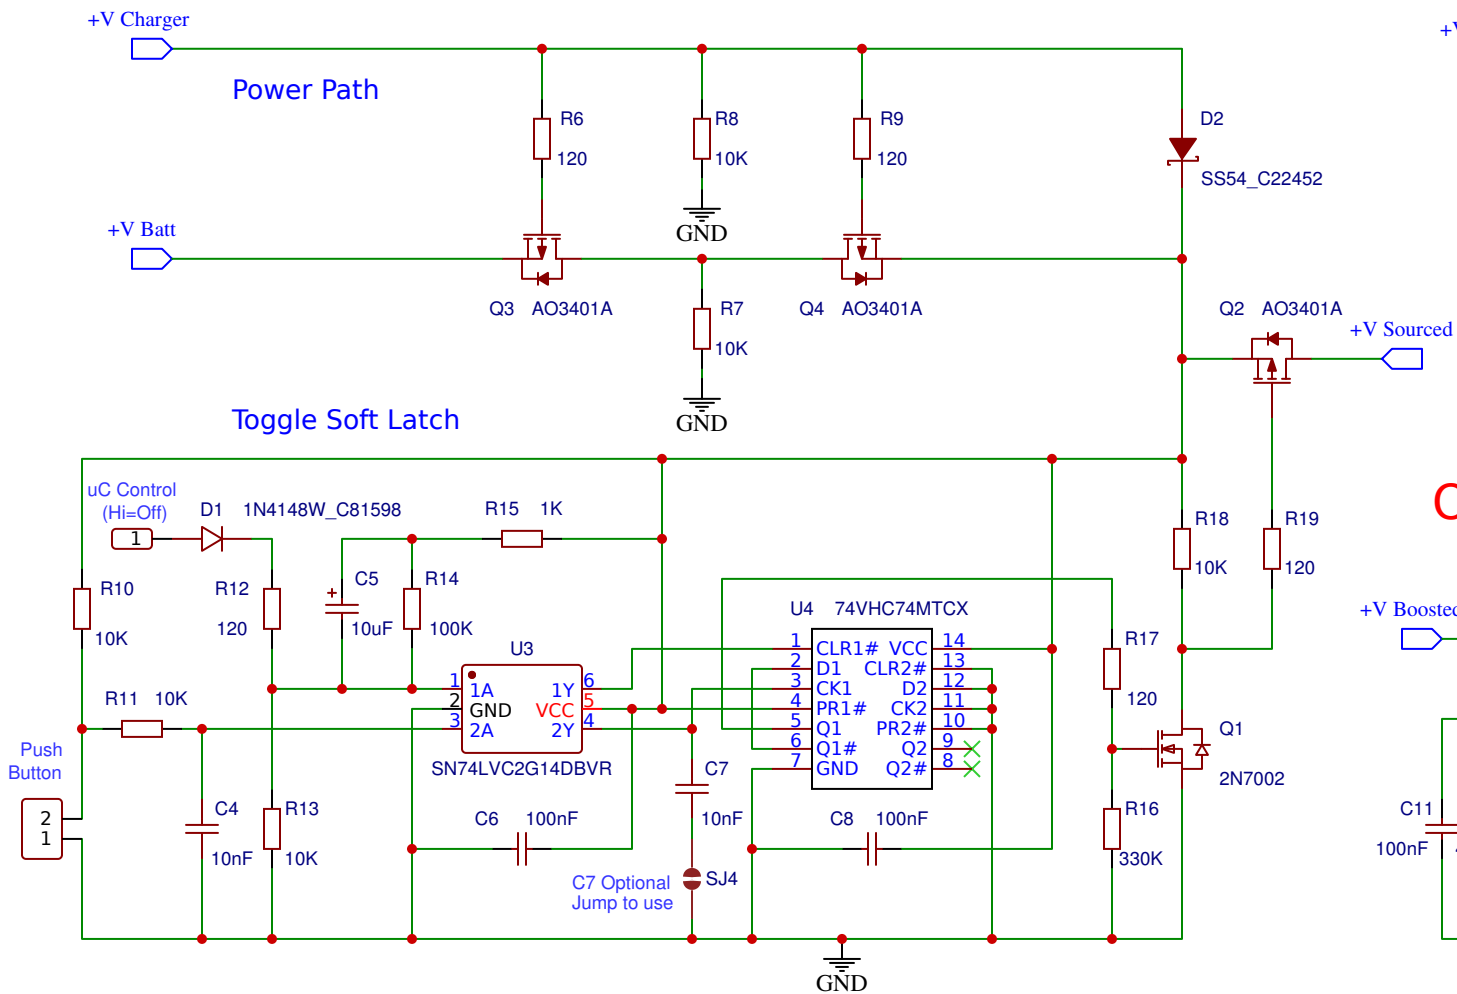 +V Charger
+V
Power Path
R6
120
R8
10K
R9
120
D2
SS54_C22452
GND
+V Batt
Q3 AO3401A
R7
10K
Q4 AO3401A
Q2 AO3401A
+V Sourced
GND
Toggle Soft Latch
uC Control
(Hi=Off)
1
D1 1N4148W_C81598
R15 1K
C
R18
10K
R19
120
R10
10K
R12
120
+
C5
10uF
R14
100K
U4 74VHC74MTCX
+V Boosted
U3
R17
120
1 1A 1Y 6
2 GND VCC 5
3 2A 2Y 4
SN74LVC2G14DBVR
1 CLR1# VCC 14
2 D1 CLR2# 13
3 CK1 D2 12
4 PR1# CK2 11
5 Q1 PR2# 10
6 Q1# Q2 9
7 GND Q2# 8
R11 10K
Push
Button
2
1
Q1
2N7002
C4
10nF
R13
10K
C6 100nF
C7
10nF
C8 100nF
R16
330K
C11
100nF
C7 Optional
Jump to use
SJ4
GND